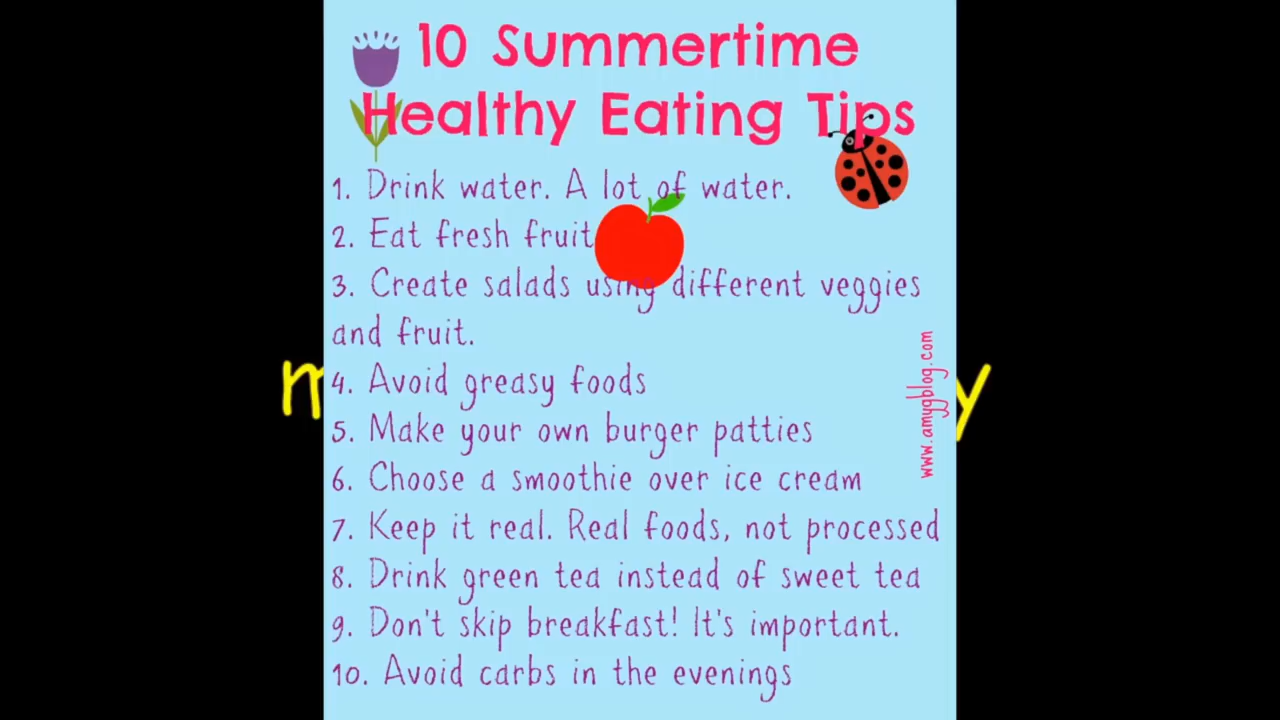 10 Summertime
Healthy Eating Tips
1. Drink water. A lot of water.
2. Eat fresh fruit
3. Create salads using different veggies
and fruit.
4. Avoid greasy foods
5. Make your own burger patties
6. Choose a smoothie over ice cream
7. Keep it real. Real foods, not processed
8. Drink green tea instead of sweet tea
9. Don't skip breakfast! It's important.
10. Avoid carbs in the evenings
www.amygblog.com